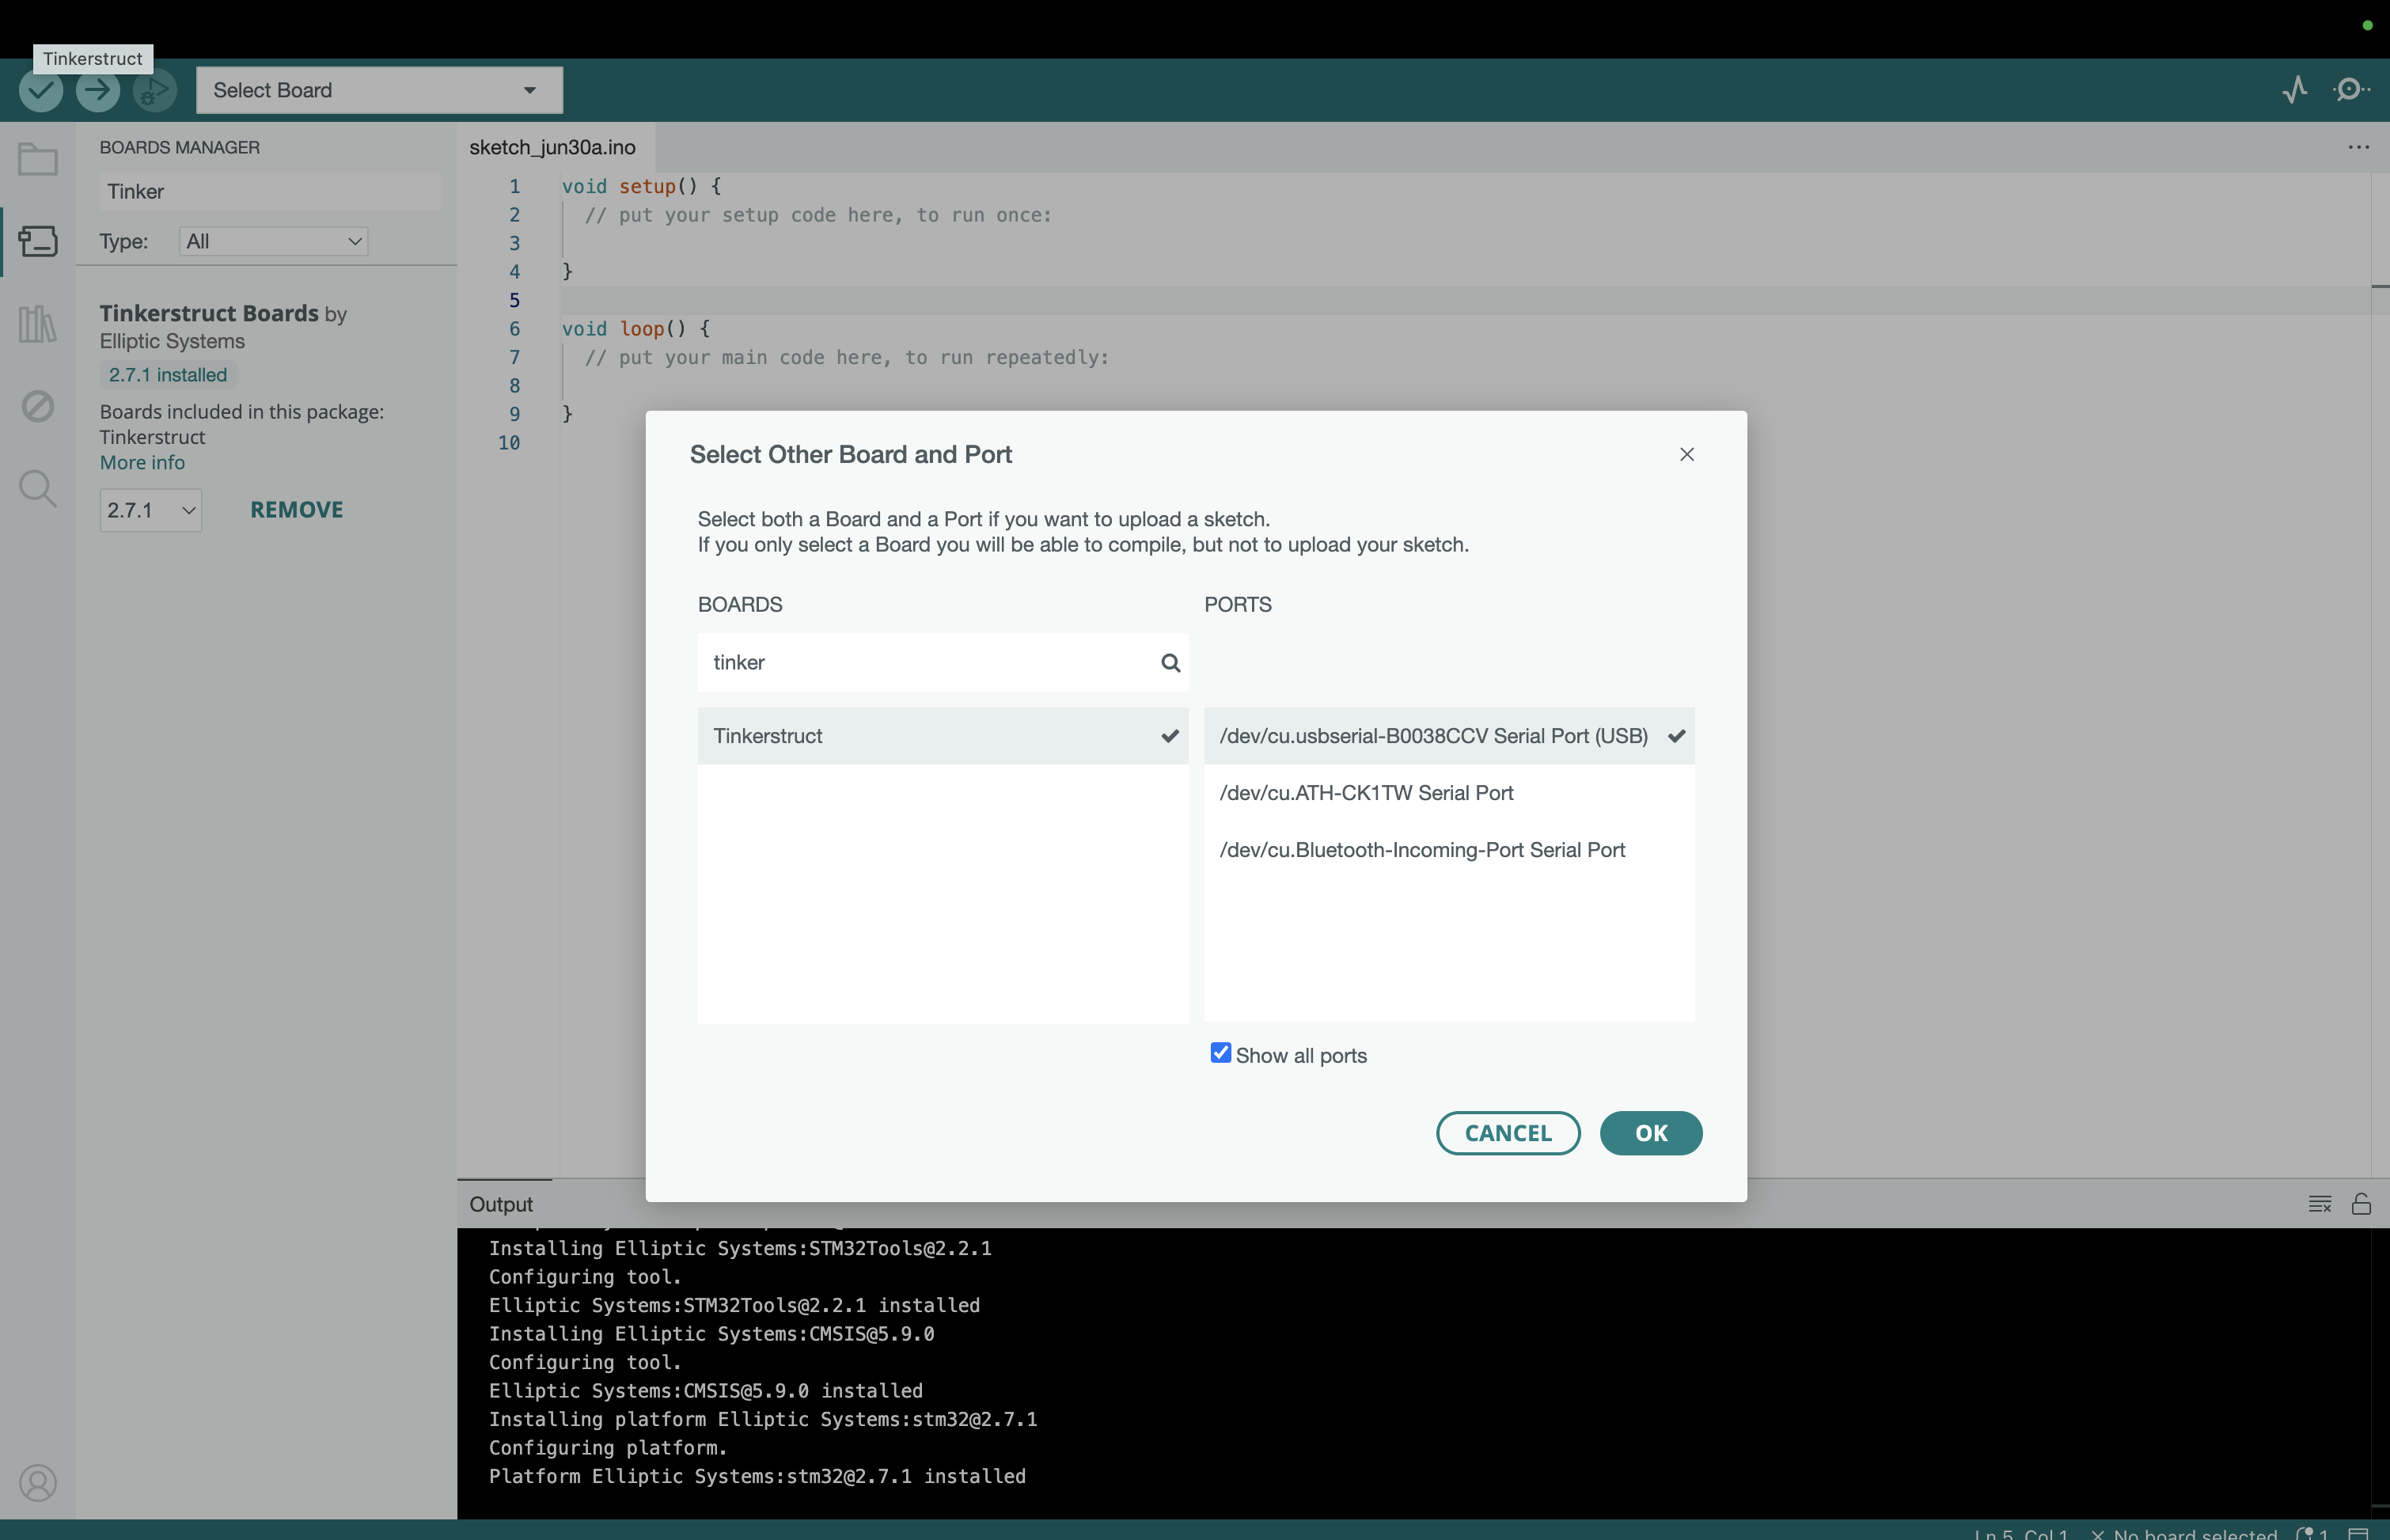 Tinkerstruct
Select Board
BOARDS MANAGER
Tinker
Type: All
Tinkerstruct Boards by
Elliptic Systems
2.7.1 installed
Boards included in this package:
Tinkerstruct
More info
2.7.1 REMOVE
sketch_jun30a.ino
1 void setup() {
2 // put your setup code here, to run once:
3
4 }
5
6 void loop() {
7 // put your main code here, to run repeatedly:
8
9 }
10
Select Other Board and Port
Select both a Board and a Port if you want to upload a sketch.
If you only select a Board you will be able to compile, but not to upload your sketch.
BOARDS PORTS
tinker
Tinkerstruct
/dev/cu.usbserial-B0038CCV Serial Port (USB)
/dev/cu.ATH-CK1TW Serial Port
/dev/cu.Bluetooth-Incoming-Port Serial Port
Show all ports
CANCEL OK
Output
Installing Elliptic Systems:STM32Tools@2.2.1
Configuring tool.
Elliptic Systems:STM32Tools@2.2.1 installed
Installing Elliptic Systems:CMSIS@5.9.0
Configuring tool.
Elliptic Systems:CMSIS@5.9.0 installed
Installing platform Elliptic Systems:stm32@2.7.1
Configuring platform.
Platform Elliptic Systems:stm32@2.7.1 installed
Ln 5, Col 1 No board selected 1